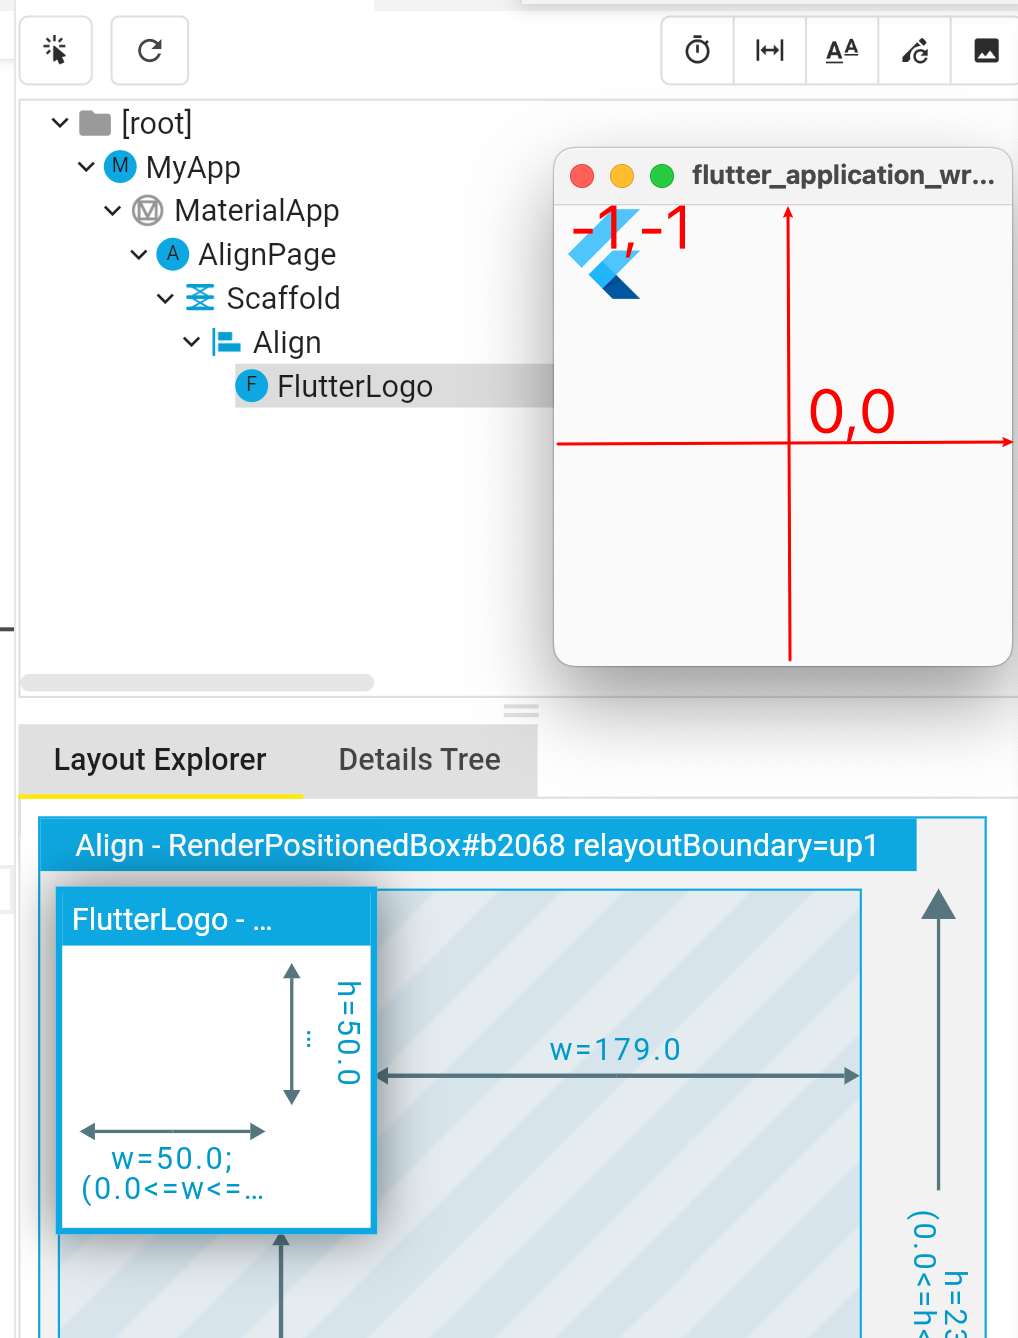 [root]
M MyApp
MaterialApp
A AlignPage
Scaffold
Align
F FlutterLogo
flutter_application_wr...
-1,-1
0,0
Layout Explorer
Details Tree
Align - RenderPositionedBox#b2068 relayoutBoundary=up1
FlutterLogo - ...
h=50.0
...
w=50.0;
(0.0<=w<=...
w=179.0
h=23
(0.0<=h<